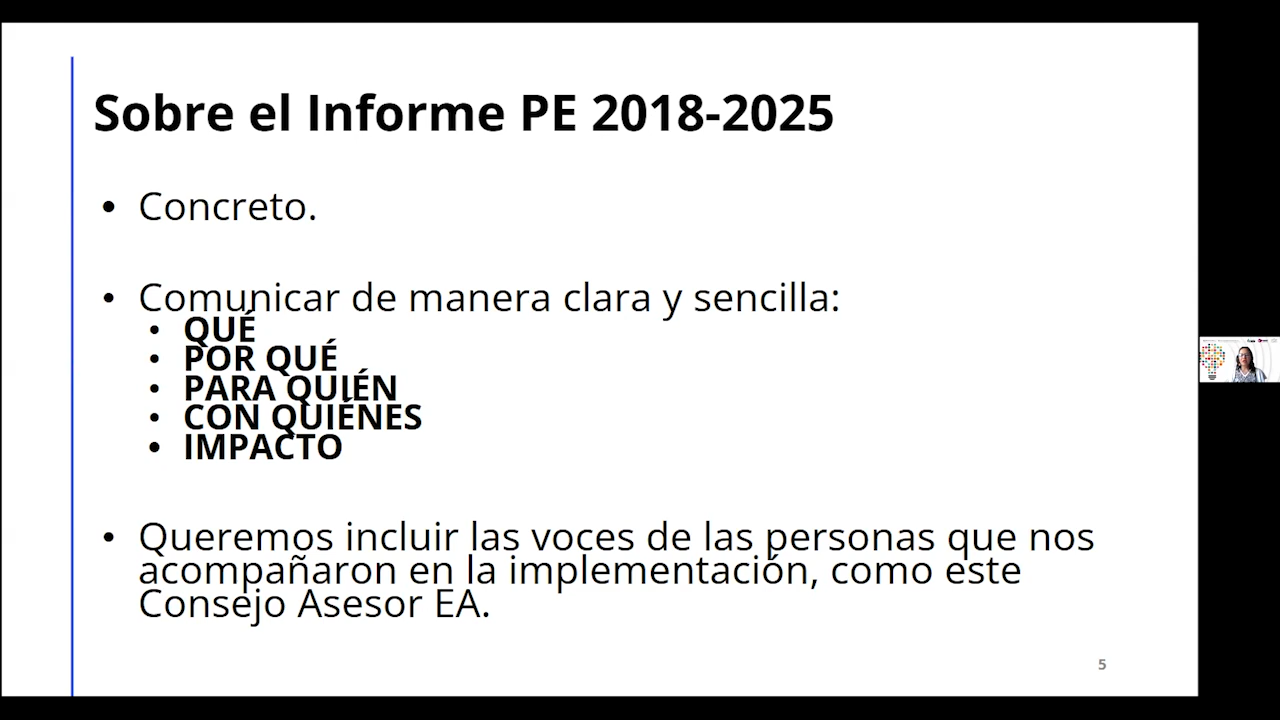 Sobre el Informe PE 2018-2025
• Concreto.
• Comunicar de manera clara y sencilla:
• QUÉ
• POR QUÉ
• PARA QUIÉN
• CON QUIÉNES
• IMPACTO
• Queremos incluir las voces de las personas que nos
acompañaron en la implementación, como este
Consejo Asesor EA.
5